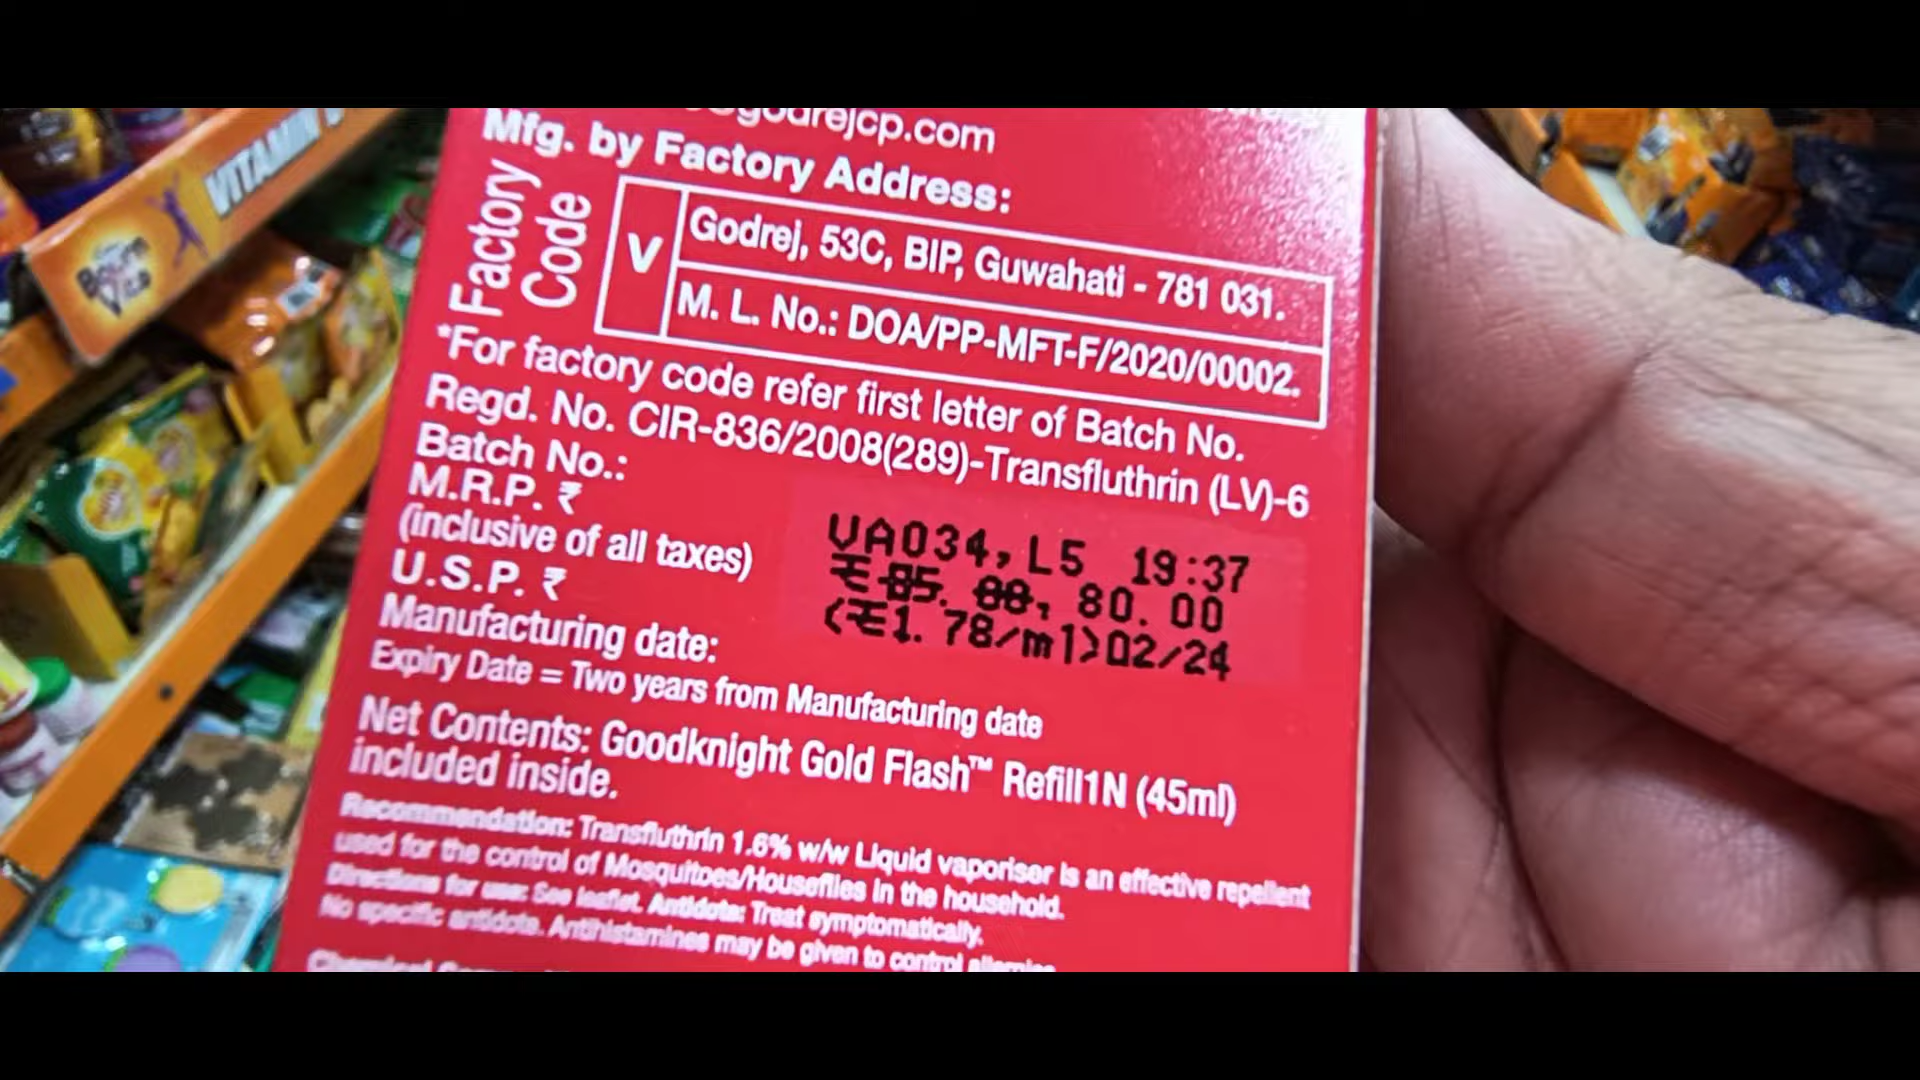 VITAMIN
Bourn
Vita
godrejcp.com
Mfg. by Factory Address:
Factory
Code
V
Godrej, 53C, BIP, Guwahati - 781 031.
M. L. No.: DOA/PP-MFT-F/2020/00002.
*For factory code refer first letter of Batch No.
Regd. No. CIR-836/2008(289)-Transfluthrin (LV)-6
Batch No.:
M.R.P. ₹
(inclusive of all taxes)
U.S.P. ₹
Manufacturing date:
VA034,L5 19:37
₹ 85. 00, 80. 00
(₹1. 78/ml)02/24
Expiry Date = Two years from Manufacturing date
Net Contents: Goodknight Gold Flash™ Refill1N (45ml)
included inside.
Recommendation: Transfluthrin 1.6% w/w Liquid vaporiser is an effective repellent
used for the control of Mosquitoes/Houseflies in the household.
Directions for use: See leaflet. Antidote: Treat symptomatically.
No specific antidote. Antihistamines may be given to control allergies